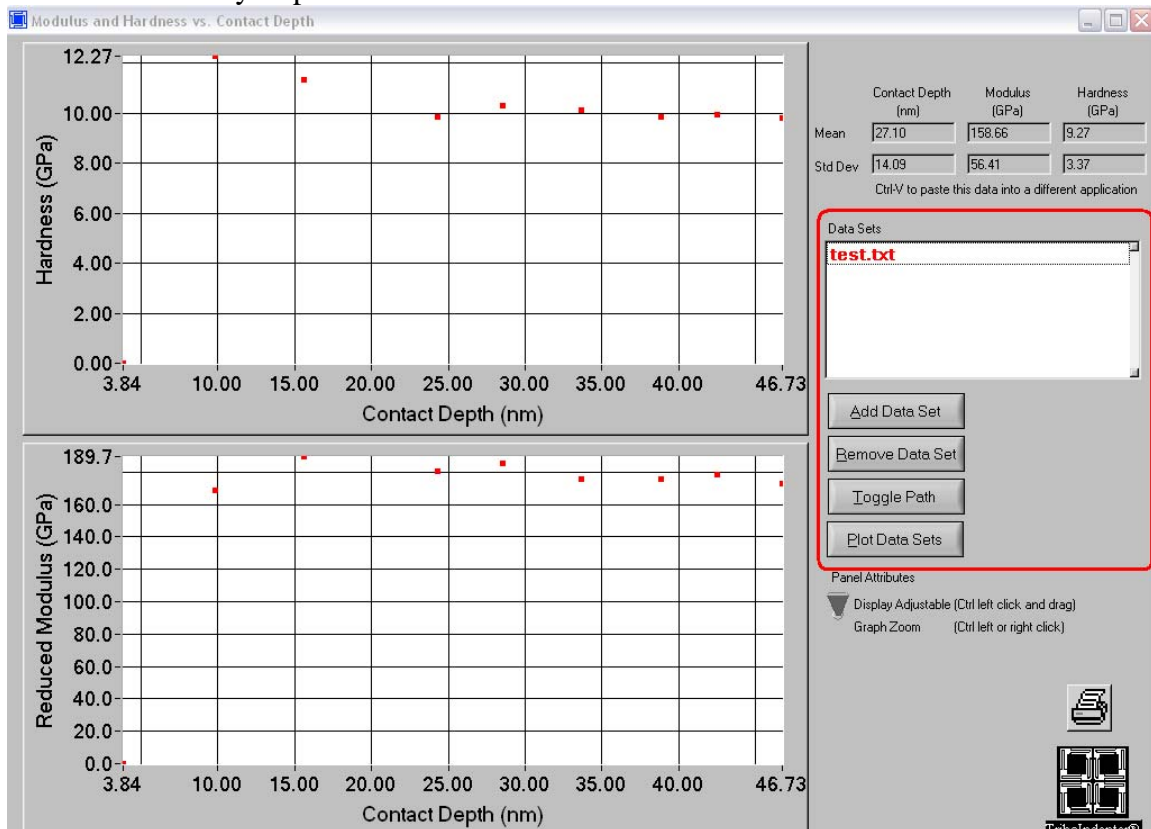 Modulus and Hardness vs. Contact Depth
12.27
10.00
8.00
6.00
4.00
2.00
0.00
Hardness (GPa)
3.84 10.00 15.00 20.00 25.00 30.00 35.00 40.00 46.73
Contact Depth (nm)
189.7
160.0
140.0
120.0
100.0
80.0
60.0
40.0
20.0
0.0
Reduced Modulus (GPa)
3.84 10.00 15.00 20.00 25.00 30.00 35.00 40.00 46.73
Contact Depth (nm)
Contact Depth (nm) Modulus (GPa) Hardness (GPa)
Mean 27.10 158.66 9.27
Std Dev 14.09 56.41 3.37
Ctrl-V to paste this data into a different application
Data Sets
test.txt
Add Data Set
Remove Data Set
Toggle Path
Plot Data Sets
Panel Attributes
Display Adjustable (Ctrl left click and drag)
Graph Zoom (Ctrl left or right click)